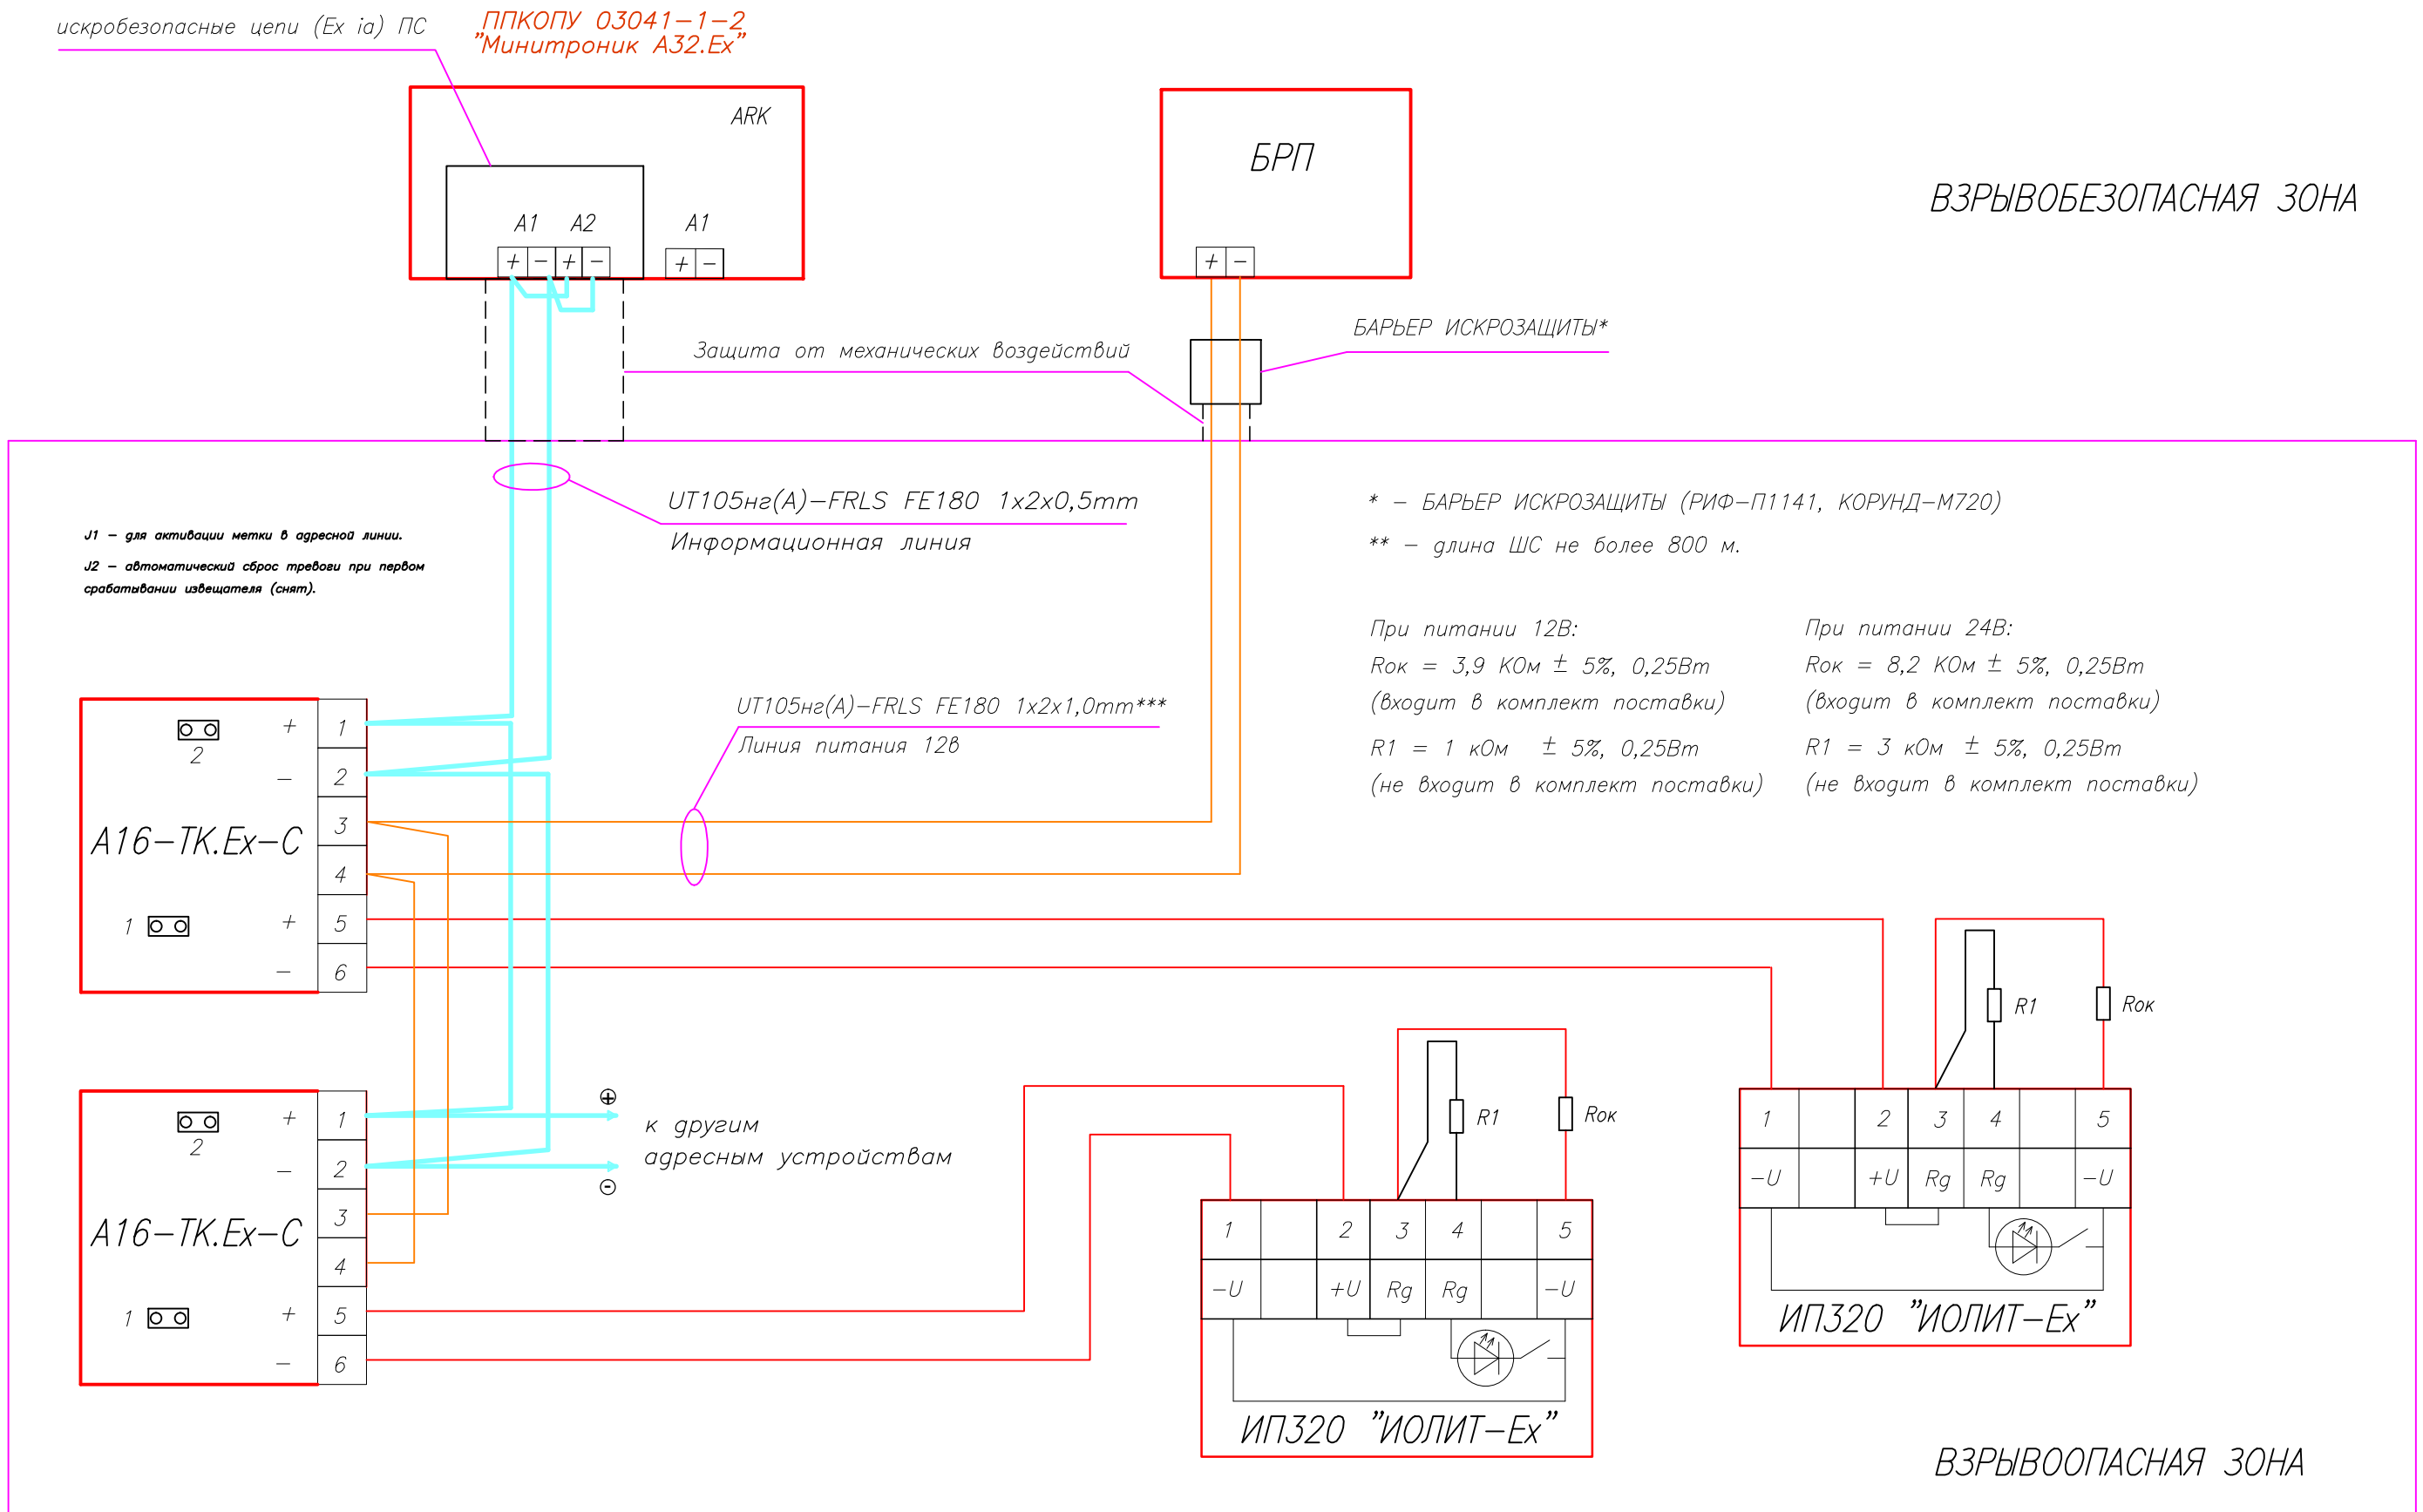 искробезопасные цепи (Ex ia) ПС
ППКОПУ 03041-1-2
"Минитроник А32.Ex"
ARK
А1 А2 А1
+ - + - + -
БРП
+ -
ВЗРЫВОБЕЗОПАСНАЯ ЗОНА
Защита от механических воздействий
БАРЬЕР ИСКРОЗАЩИТЫ*
UT105нг(А)-FRLS FE180 1x2x0,5mm
Информационная линия
* - БАРЬЕР ИСКРОЗАЩИТЫ (РИФ-П1141, КОРУНД-М720)
** - длина ШС не более 800 м.
J1 - для активации метки в адресной линии.
J2 - автоматический сброс тревоги при первом
срабатывании извещателя (снят).
При питании 12В:
Rок = 3,9 КОм ± 5%, 0,25Вт
(входит в комплект поставки)
R1 = 1 кОм ± 5%, 0,25Вт
(не входит в комплект поставки)
При питании 24В:
Rок = 8,2 КОм ± 5%, 0,25Вт
(входит в комплект поставки)
R1 = 3 кОм ± 5%, 0,25Вт
(не входит в комплект поставки)
UT105нг(А)-FRLS FE180 1x2x1,0mm***
Линия питания 12в
2
+ 1
- 2
А16-ТК.Ex-С
3
4
1
+ 5
- 6
2
+ 1
- 2
А16-ТК.Ex-С
3
4
1
+ 5
- 6
+
к другим
адресным устройствам
-
R1 Rок
1 2 3 4 5
-U +U Rg Rg -U
ИП320 "ИОЛИТ-Ex"
R1 Rок
1 2 3 4 5
-U +U Rg Rg -U
ИП320 "ИОЛИТ-Ex"
ВЗРЫВООПАСНАЯ ЗОНА